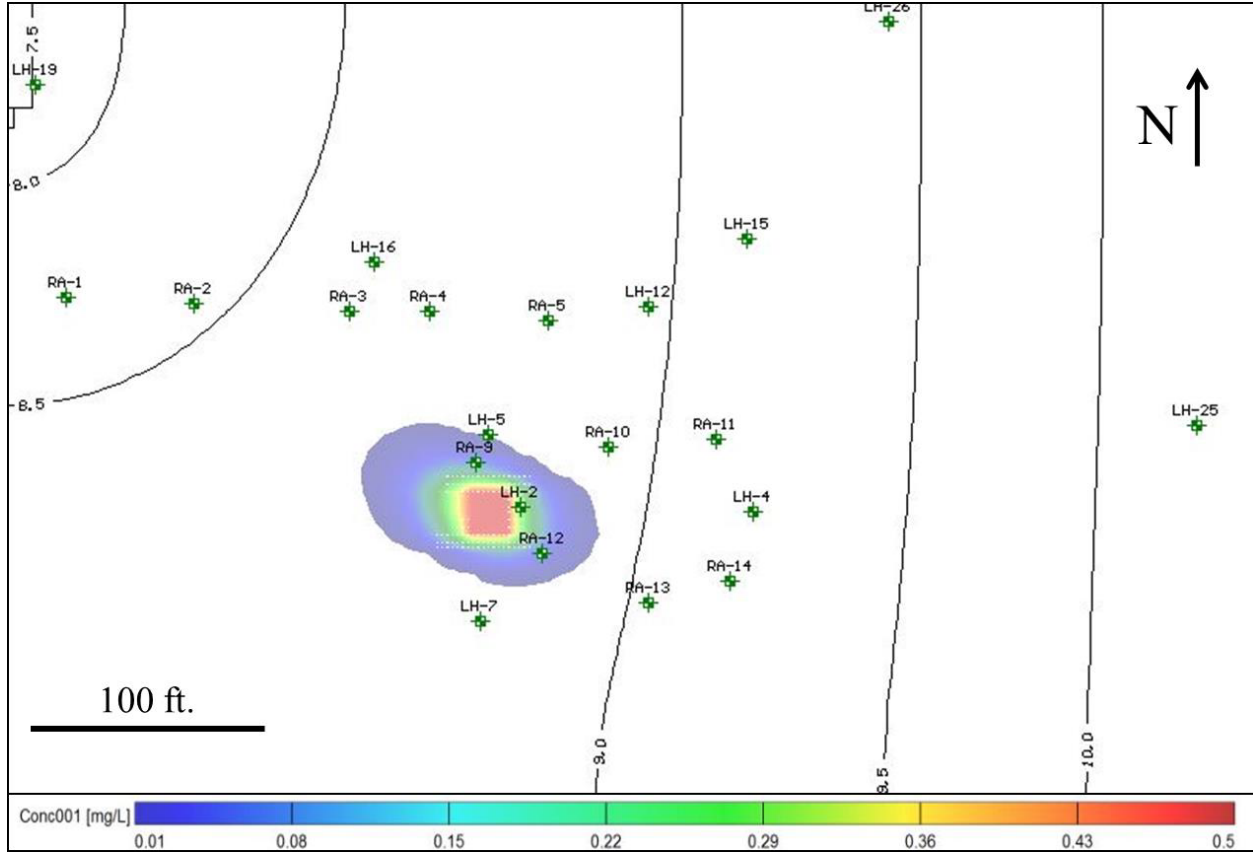 LH-26
7.5
LH-19
N
8.0
LH-15
LH-16
RA-1
RA-2
RA-3
RA-4
RA-5
LH-12
8.5
LH-5
RA-9
RA-10
RA-11
LH-25
LH-2
LH-4
RA-12
RA-14
RA-13
LH-7
100 ft.
9.0
9.5
10.0
Conc001 [mg/L]
0.01 0.08 0.15 0.22 0.29 0.36 0.43 0.5